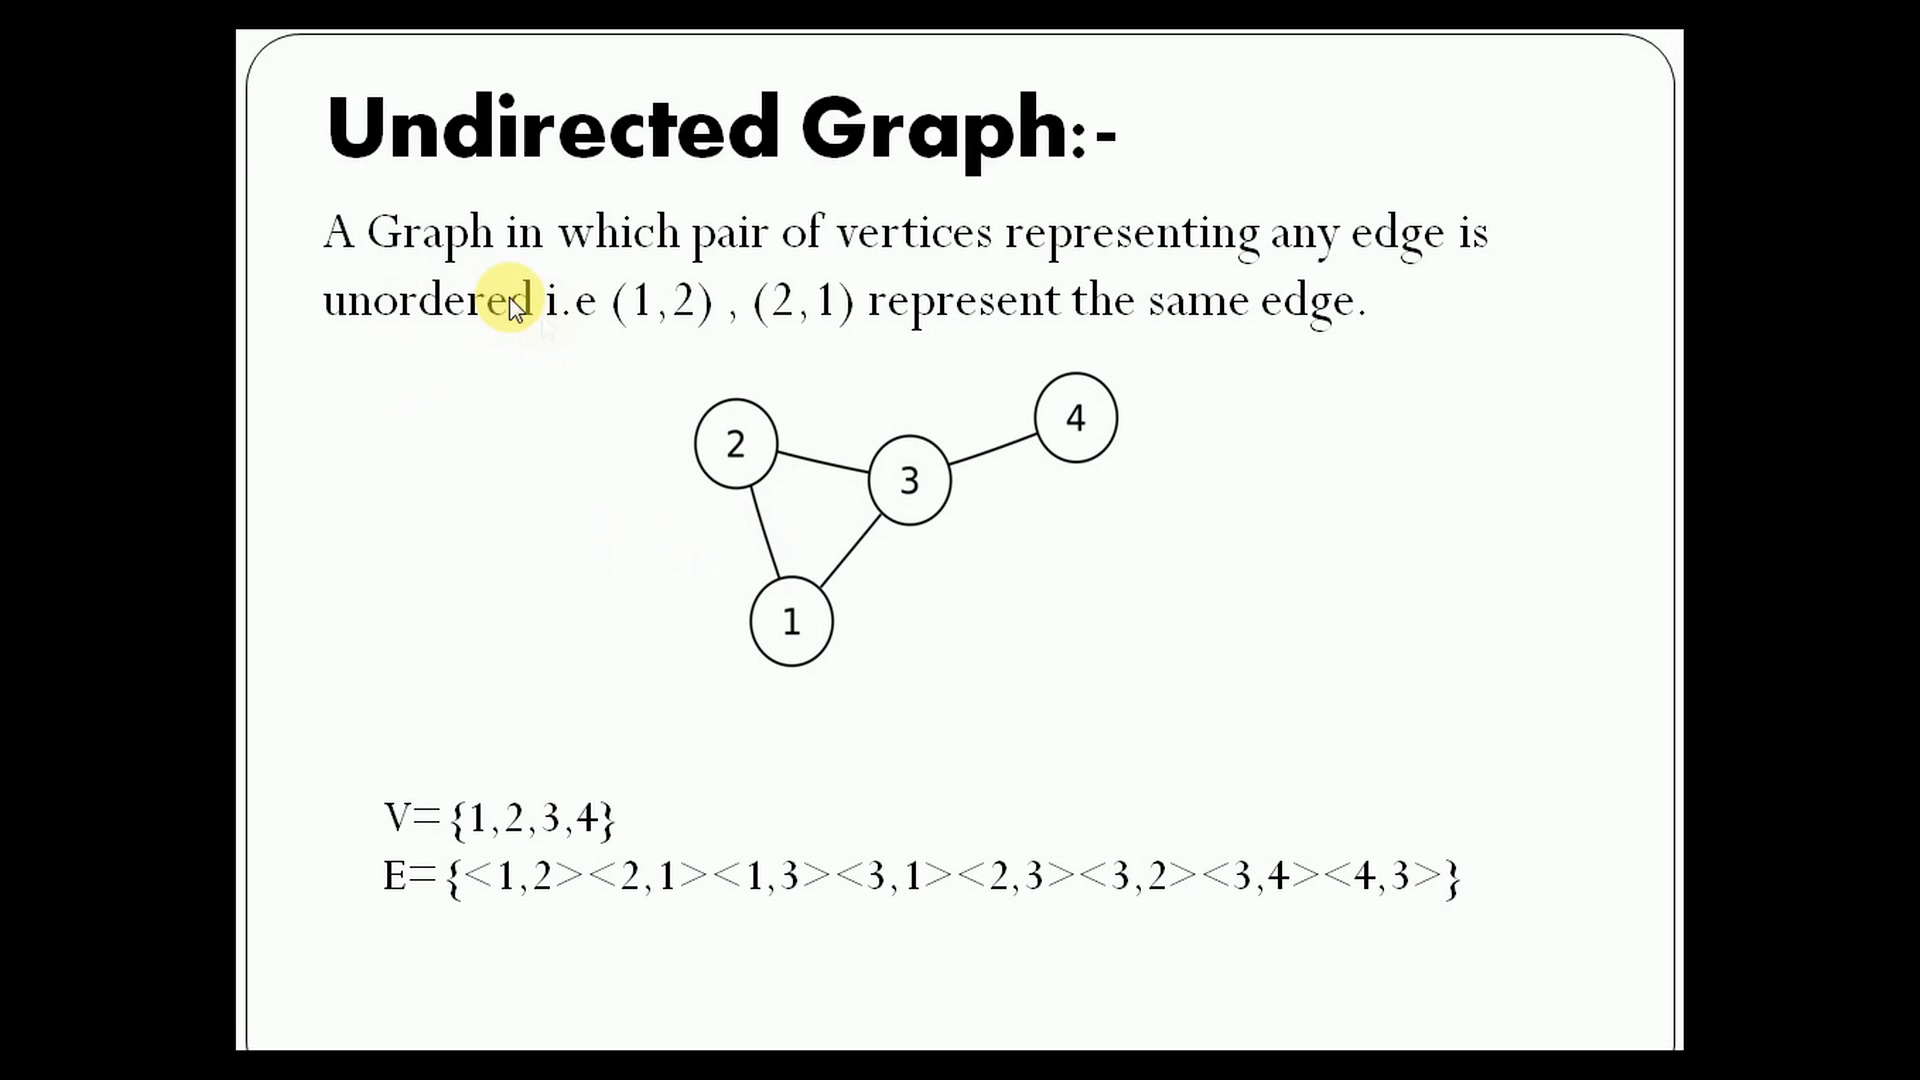 Undirected Graph:-
A Graph in which pair of vertices representing any edge is
unordered i.e (1,2) , (2,1) represent the same edge.
4
2
3
1
V={1,2,3,4}
E={<1,2><2,1><1,3><3,1><2,3><3,2><3,4><4,3>}